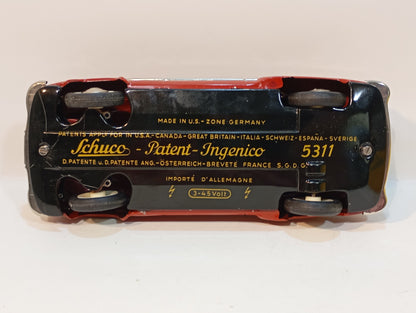 MADE IN U.S.-ZONE GERMANY
PATENTS APPL. FOR IN U.S.A.-CANADA-GREAT BRITAIN-ITALIA-SCHWEIZ-ESPAÑA-SVERIGE
Schuco - Patent-Ingenico 5311
D. PATENTE u. D. PATENTE ANG.-ÖSTERREICH-BREVETÉ FRANCE S.G.D.G.
IMPORTÉ D'ALLEMAGNE
3-4.5 Volt